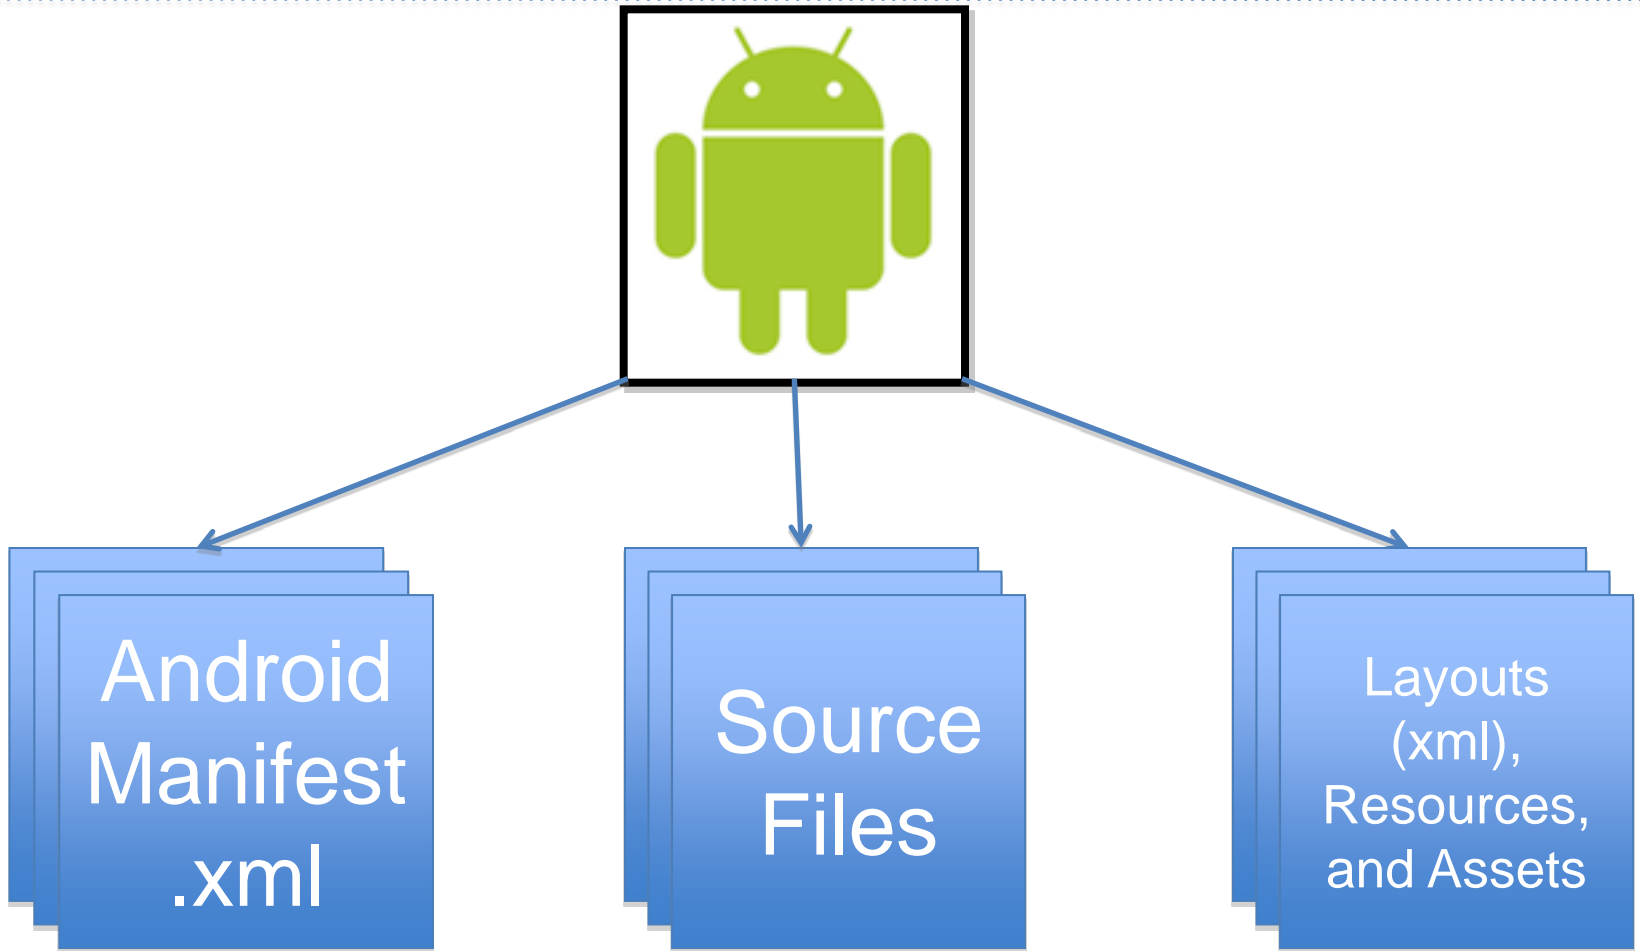 Android
Manifest
.xml
Source
Files
Layouts
(xml),
Resources,
and Assets